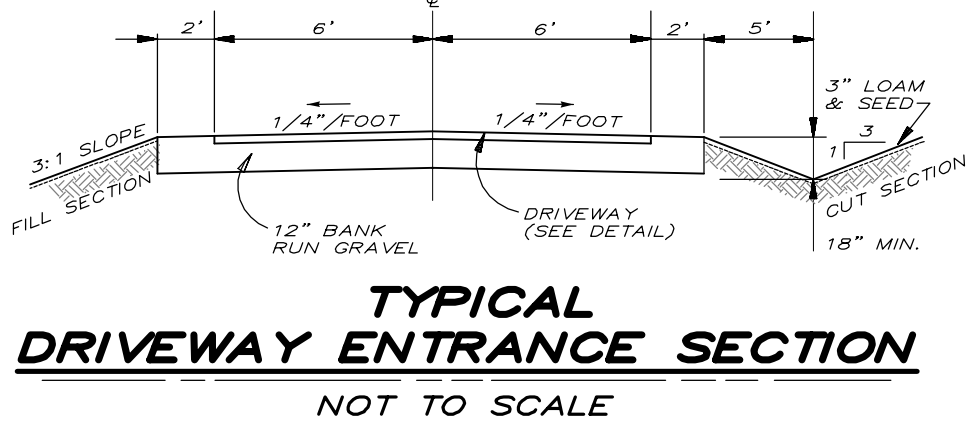 ℄
2' 6' 6' 2' 5'
3" LOAM
& SEED
1/4"/FOOT 1/4"/FOOT
3
1
3:1 SLOPE
FILL SECTION
CUT SECTION
12" BANK
RUN GRAVEL
DRIVEWAY
(SEE DETAIL)
18" MIN.
TYPICAL
DRIVEWAY ENTRANCE SECTION
NOT TO SCALE